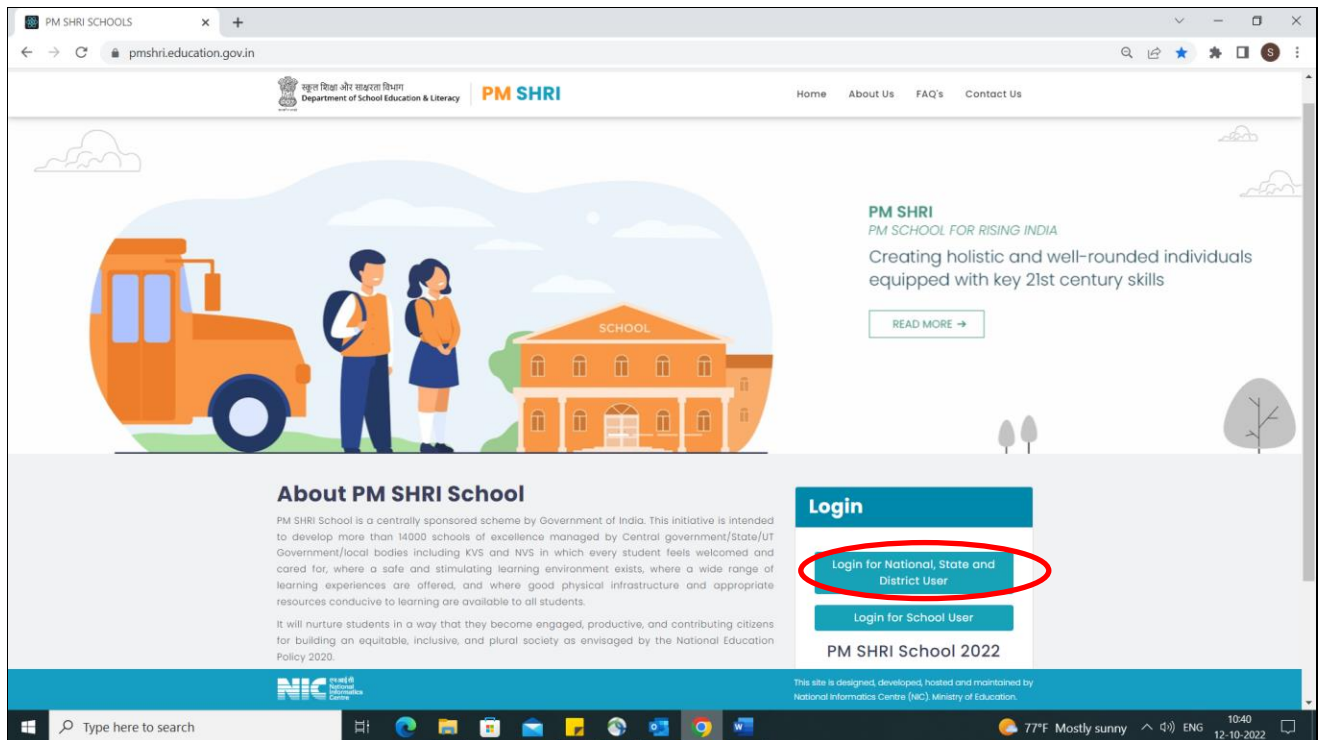 PM SHRI SCHOOLS
pmshri.education.gov.in
S
स्कूल शिक्षा और साक्षरता विभाग
Department of School Education & Literacy
PM SHRI
Home About Us FAQ's Contact Us
PM SHRI
PM SCHOOL FOR RISING INDIA
Creating holistic and well-rounded individuals
equipped with key 21st century skills
READ MORE →
SCHOOL
About PM SHRI School
PM SHRI School is a centrally sponsored scheme by Government of India. This initiative is intended
to develop more than 14000 schools of excellence managed by Central government/State/UT
Government/local bodies including KVS and NVS in which every student feels welcomed and
cared for, where a safe and stimulating learning environment exists, where a wide range of
learning experiences are offered, and where good physical infrastructure and appropriate
resources conducive to learning are available to all students.
It will nurture students in a way that they become engaged, productive, and contributing citizens
for building an equitable, inclusive, and plural society as envisaged by the National Education
Policy 2020.
Login
Login for National, State and
District User
Login for School User
PM SHRI School 2022
NIC
एन आई सी
National
Informatics
Centre
This site is designed, developed, hosted and maintained by
National Informatics Centre (NIC). Ministry of Education.
Type here to search
77°F Mostly sunny
ENG
10:40
12-10-2022